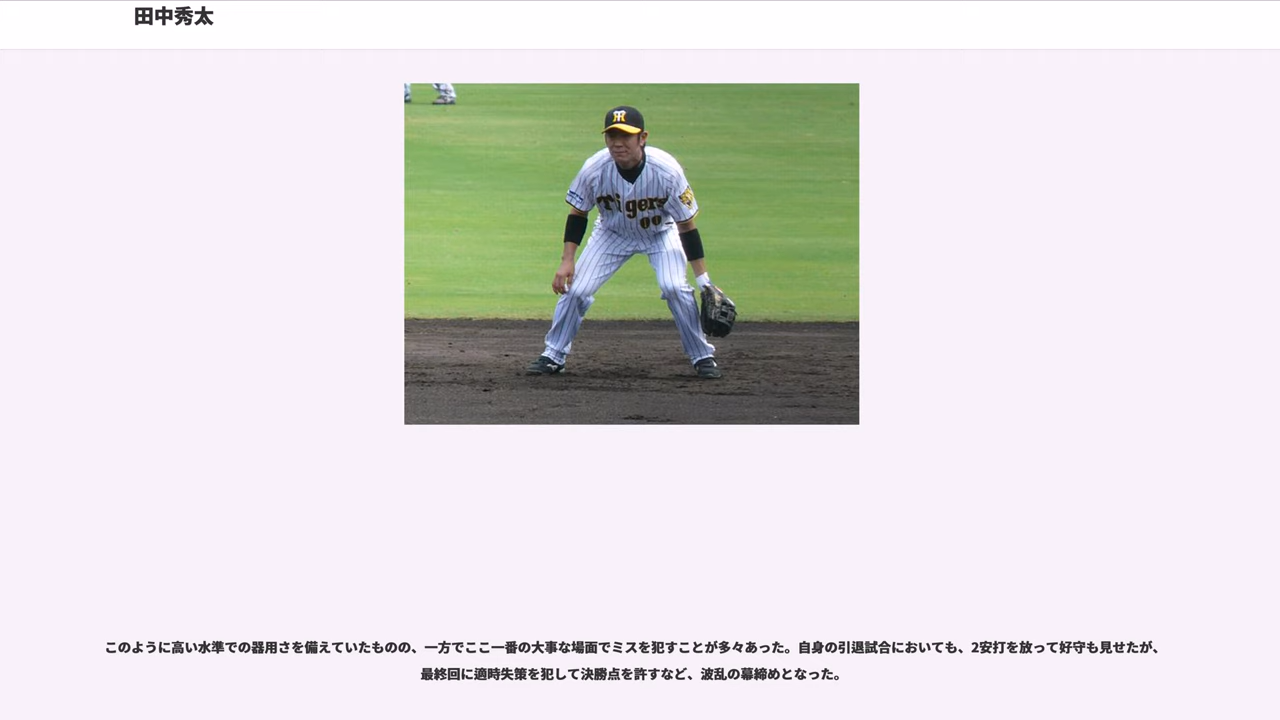 田中秀太
Tigers
00
このように高い水準での器用さを備えていたものの、一方でここ一番の大事な場面でミスを犯すことが多々あった。自身の引退試合においても、2安打を放って好守も見せたが、
最終回に適時失策を犯して決勝点を許すなど、波乱の幕締めとなった。